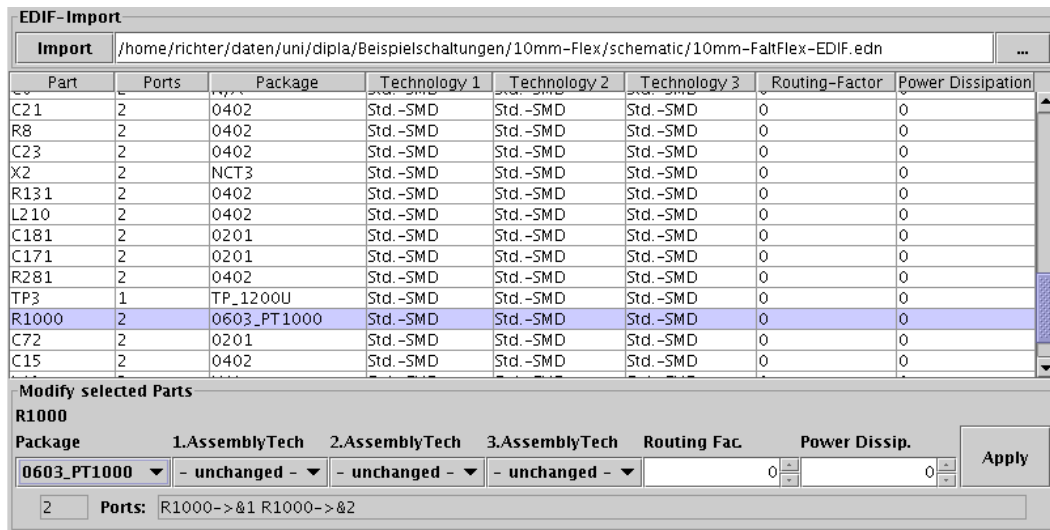 EDIF-Import
Import /home/richter/daten/uni/dipla/Beispielschaltungen/10mm-Flex/schematic/10mm-FaltFlex-EDIF.edn ...
Part Ports Package Technology 1 Technology 2 Technology 3 Routing-Factor Power Dissipation
C21 2 0402 Std.-SMD Std.-SMD Std.-SMD 0 0
R8 2 0402 Std.-SMD Std.-SMD Std.-SMD 0 0
C23 2 0402 Std.-SMD Std.-SMD Std.-SMD 0 0
X2 2 NCT3 Std.-SMD Std.-SMD Std.-SMD 0 0
R131 2 0402 Std.-SMD Std.-SMD Std.-SMD 0 0
L210 2 0402 Std.-SMD Std.-SMD Std.-SMD 0 0
C181 2 0201 Std.-SMD Std.-SMD Std.-SMD 0 0
C171 2 0201 Std.-SMD Std.-SMD Std.-SMD 0 0
R281 2 0402 Std.-SMD Std.-SMD Std.-SMD 0 0
TP3 1 TP_1200U Std.-SMD Std.-SMD Std.-SMD 0 0
R1000 2 0603_PT1000 Std.-SMD Std.-SMD Std.-SMD 0 0
C72 2 0201 Std.-SMD Std.-SMD Std.-SMD 0 0
C15 2 0402 Std.-SMD Std.-SMD Std.-SMD 0 0
Modify selected Parts
R1000
Package 1.AssemblyTech 2.AssemblyTech 3.AssemblyTech Routing Fac. Power Dissip.
0603_PT1000 - unchanged - - unchanged - - unchanged - 0 0 Apply
2 Ports: R1000->&1 R1000->&2